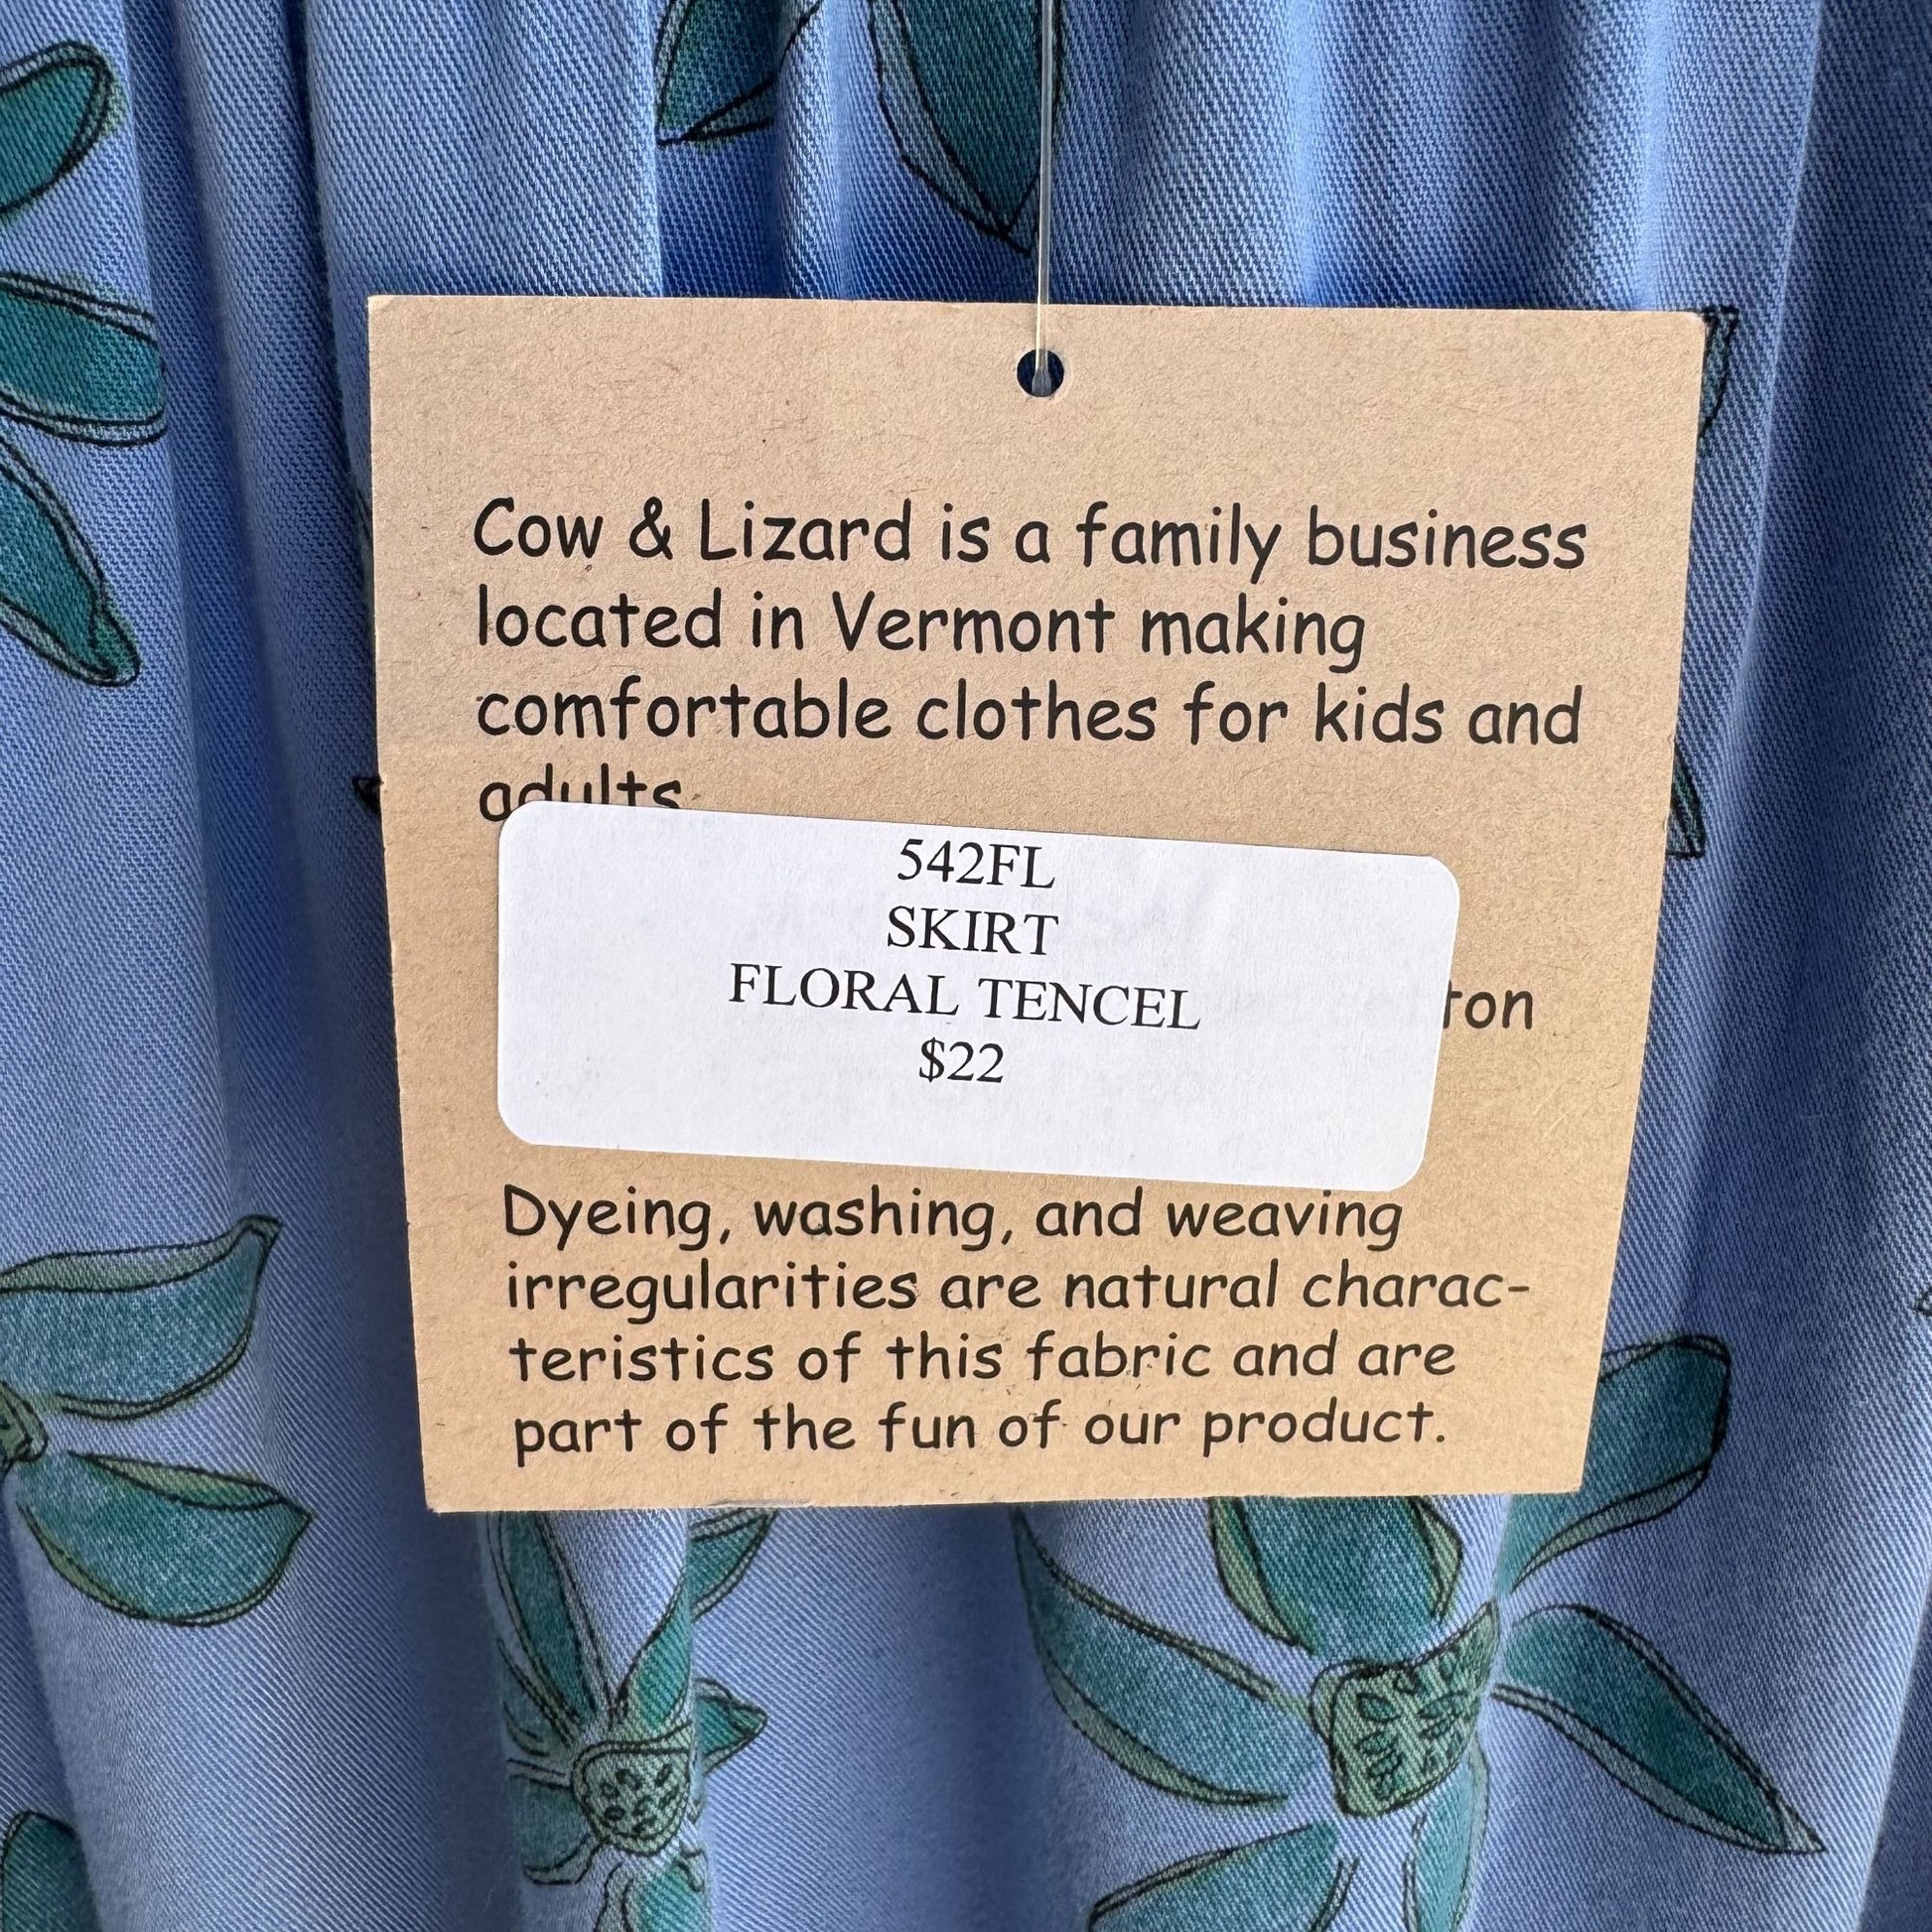 Cow & Lizard is a family business
located in Vermont making
comfortable clothes for kids and
adults.
542FL
SKIRT
FLORAL TENCEL
$22
Dyeing, washing, and weaving
irregularities are natural charac-
teristics of this fabric and are
part of the fun of our product.